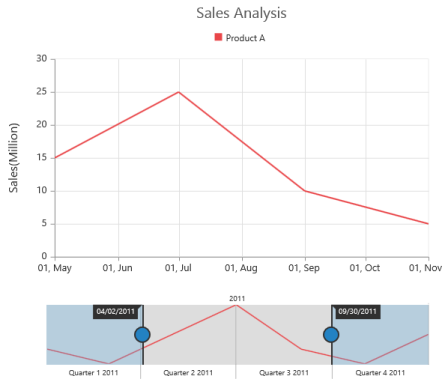 Sales Analysis
Product A
Sales(Million)
30
25
20
15
10
5
0
01, May 01, Jun 01, Jul 01, Aug 01, Sep 01, Oct 01, Nov
2011
04/02/2011 09/30/2011
Quarter 1 2011 Quarter 2 2011 Quarter 3 2011 Quarter 4 2011